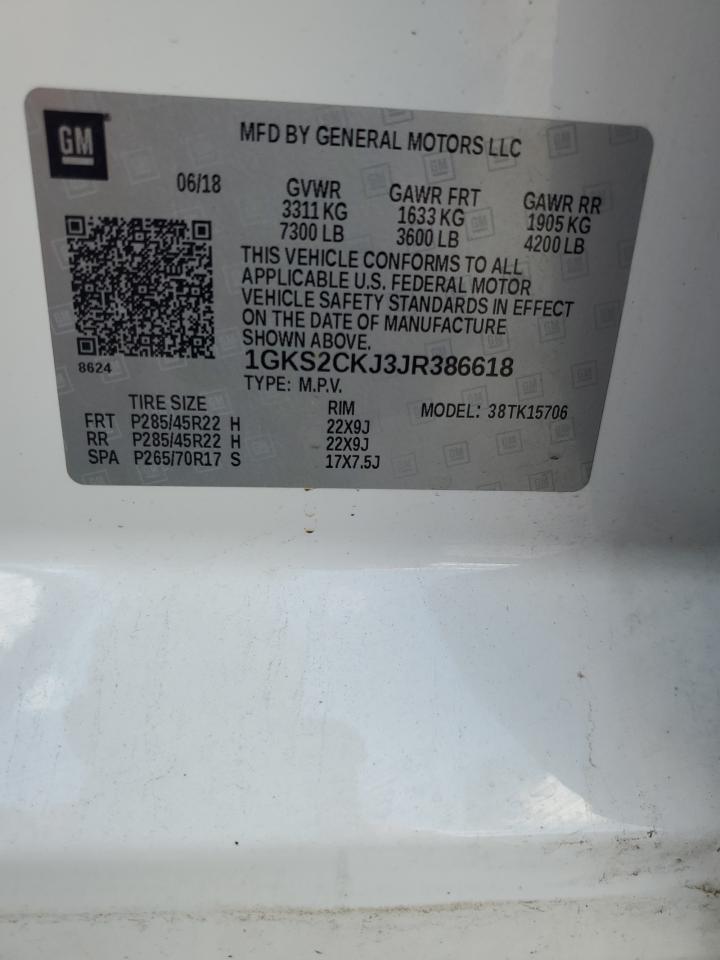 GM
MFD BY GENERAL MOTORS LLC
06/18
GVWR GAWR FRT GAWR RR
3311 KG 1633 KG 1905 KG
7300 LB 3600 LB 4200 LB
THIS VEHICLE CONFORMS TO ALL
APPLICABLE U.S. FEDERAL MOTOR
VEHICLE SAFETY STANDARDS IN EFFECT
ON THE DATE OF MANUFACTURE
SHOWN ABOVE.
8624
1GKS2CKJ3JR386618
TYPE: M.P.V.
TIRE SIZE RIM MODEL: 38TK15706
FRT P285/45R22 H 22X9J
RR P285/45R22 H 22X9J
SPA P265/70R17 S 17X7.5J